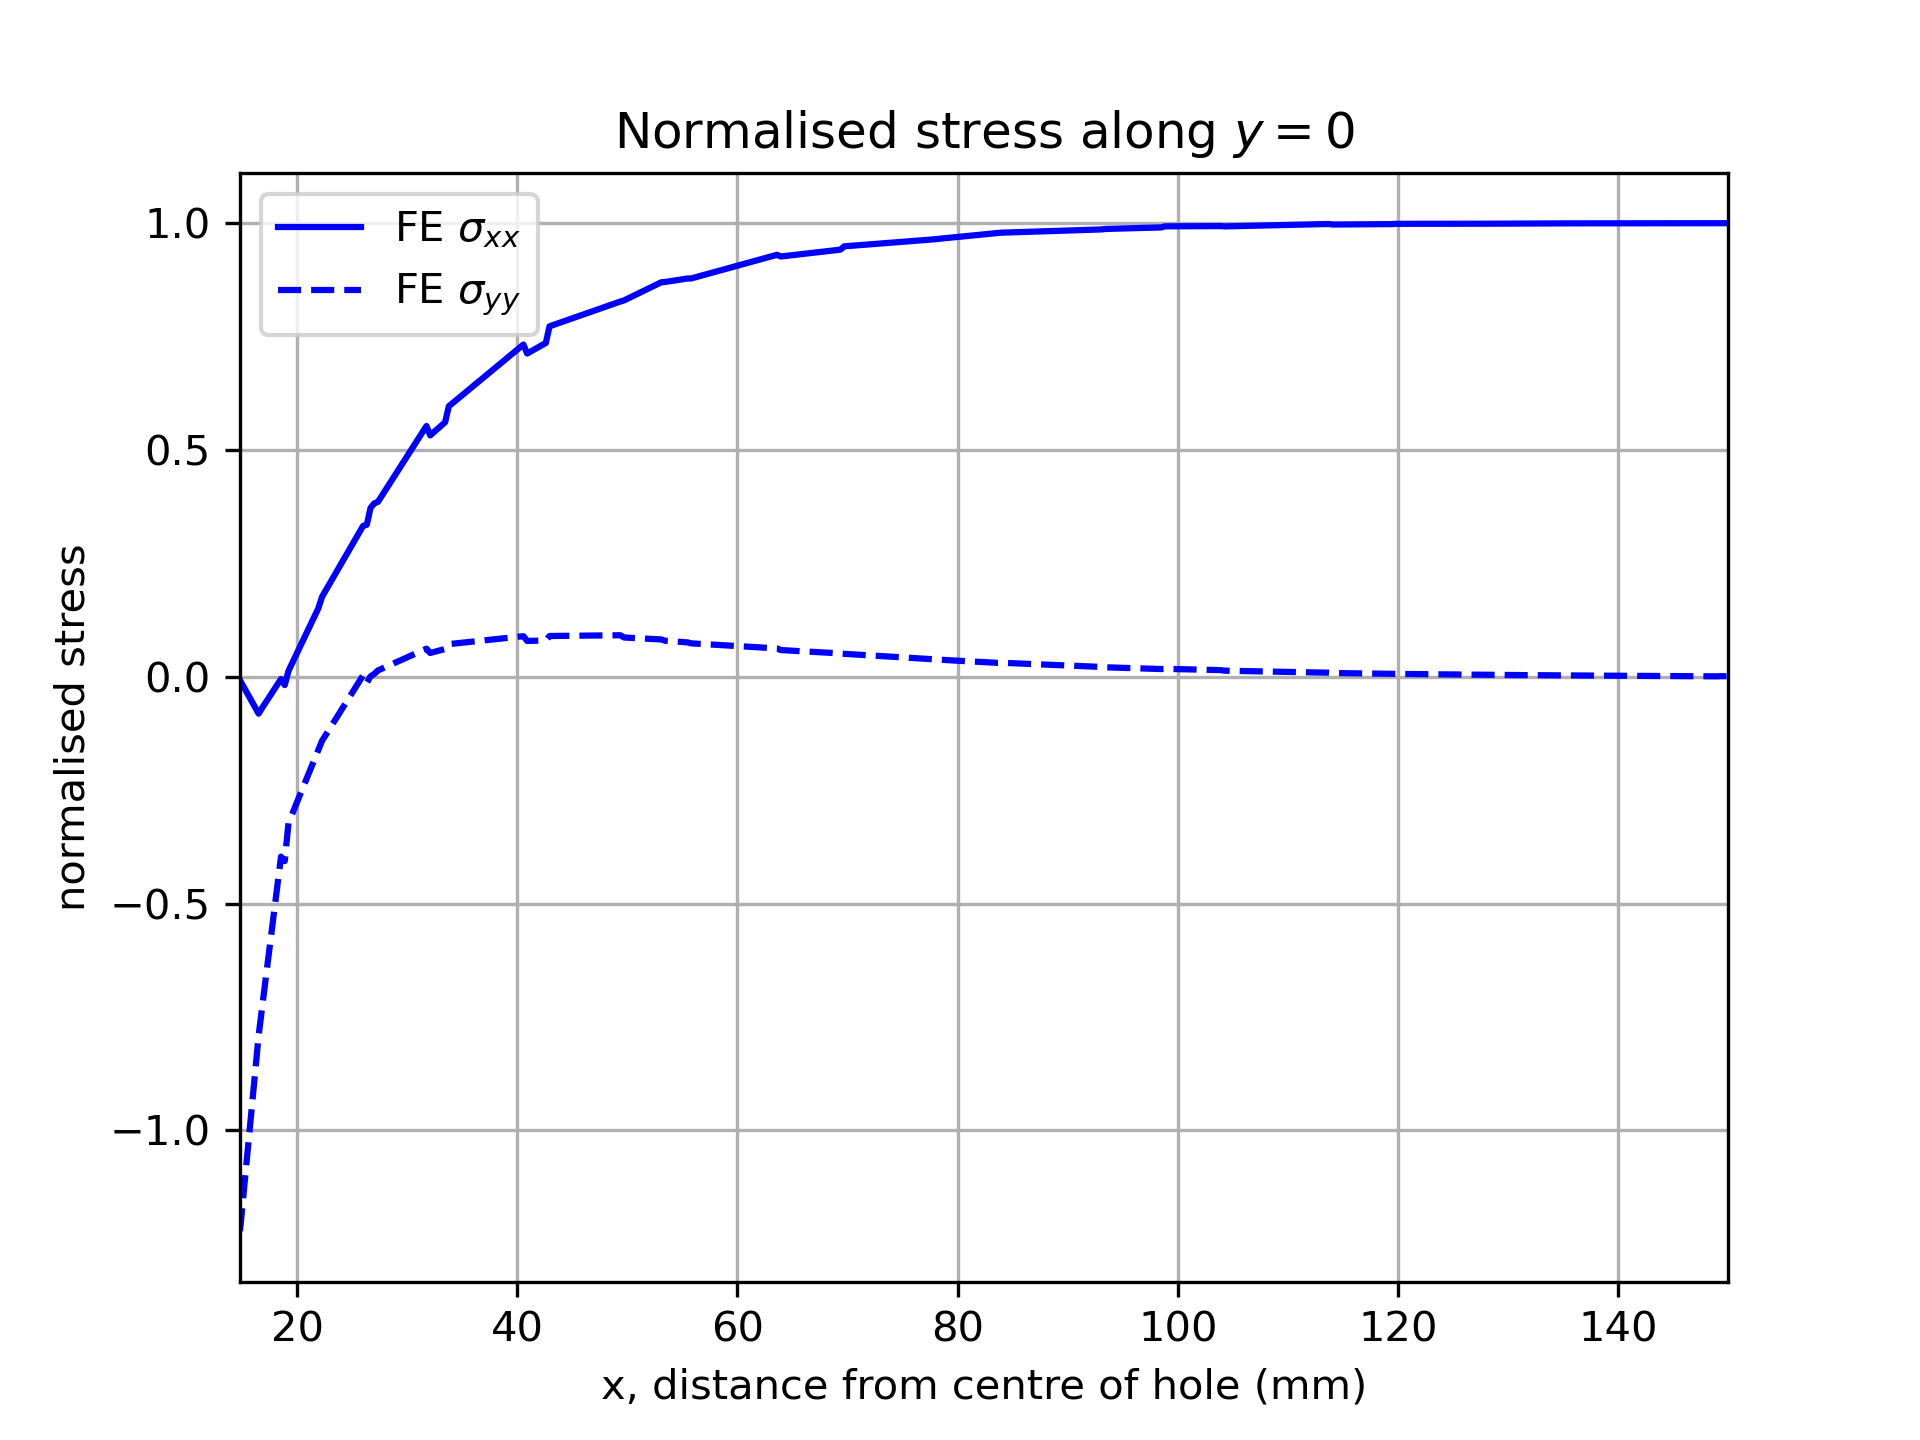 Normalised stress along y = 0
FE σxx
FE σyy
1.0
0.5
0.0
−0.5
−1.0
normalised stress
20 40 60 80 100 120 140
x, distance from centre of hole (mm)